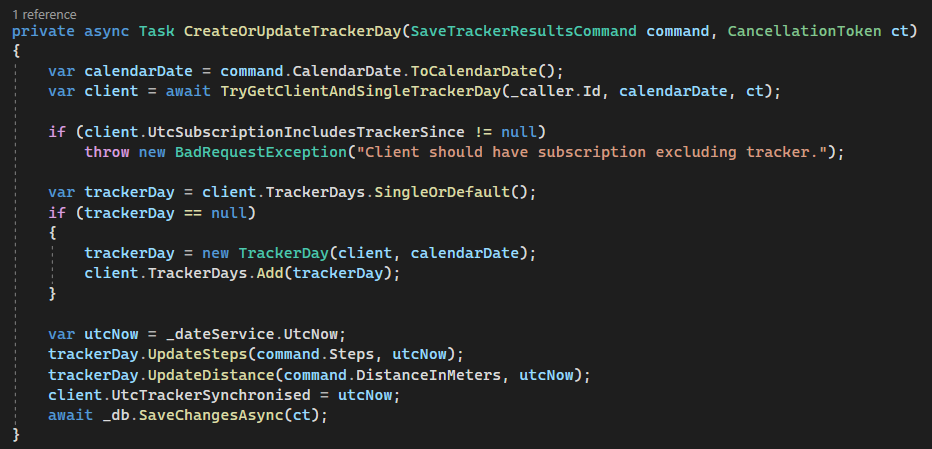 1 reference
private async Task CreateOrUpdateTrackerDay(SaveTrackerResultsCommand command, CancellationToken ct)
{
    var calendarDate = command.CalendarDate.ToCalendarDate();
    var client = await TryGetClientAndSingleTrackerDay(_caller.Id, calendarDate, ct);

    if (client.UtcSubscriptionIncludesTrackerSince != null)
        throw new BadRequestException("Client should have subscription excluding tracker.");

    var trackerDay = client.TrackerDays.SingleOrDefault();
    if (trackerDay == null)
    {
        trackerDay = new TrackerDay(client, calendarDate);
        client.TrackerDays.Add(trackerDay);
    }

    var utcNow = _dateService.UtcNow;
    trackerDay.UpdateSteps(command.Steps, utcNow);
    trackerDay.UpdateDistance(command.DistanceInMeters, utcNow);
    client.UtcTrackerSynchronised = utcNow;
    await _db.SaveChangesAsync(ct);
}